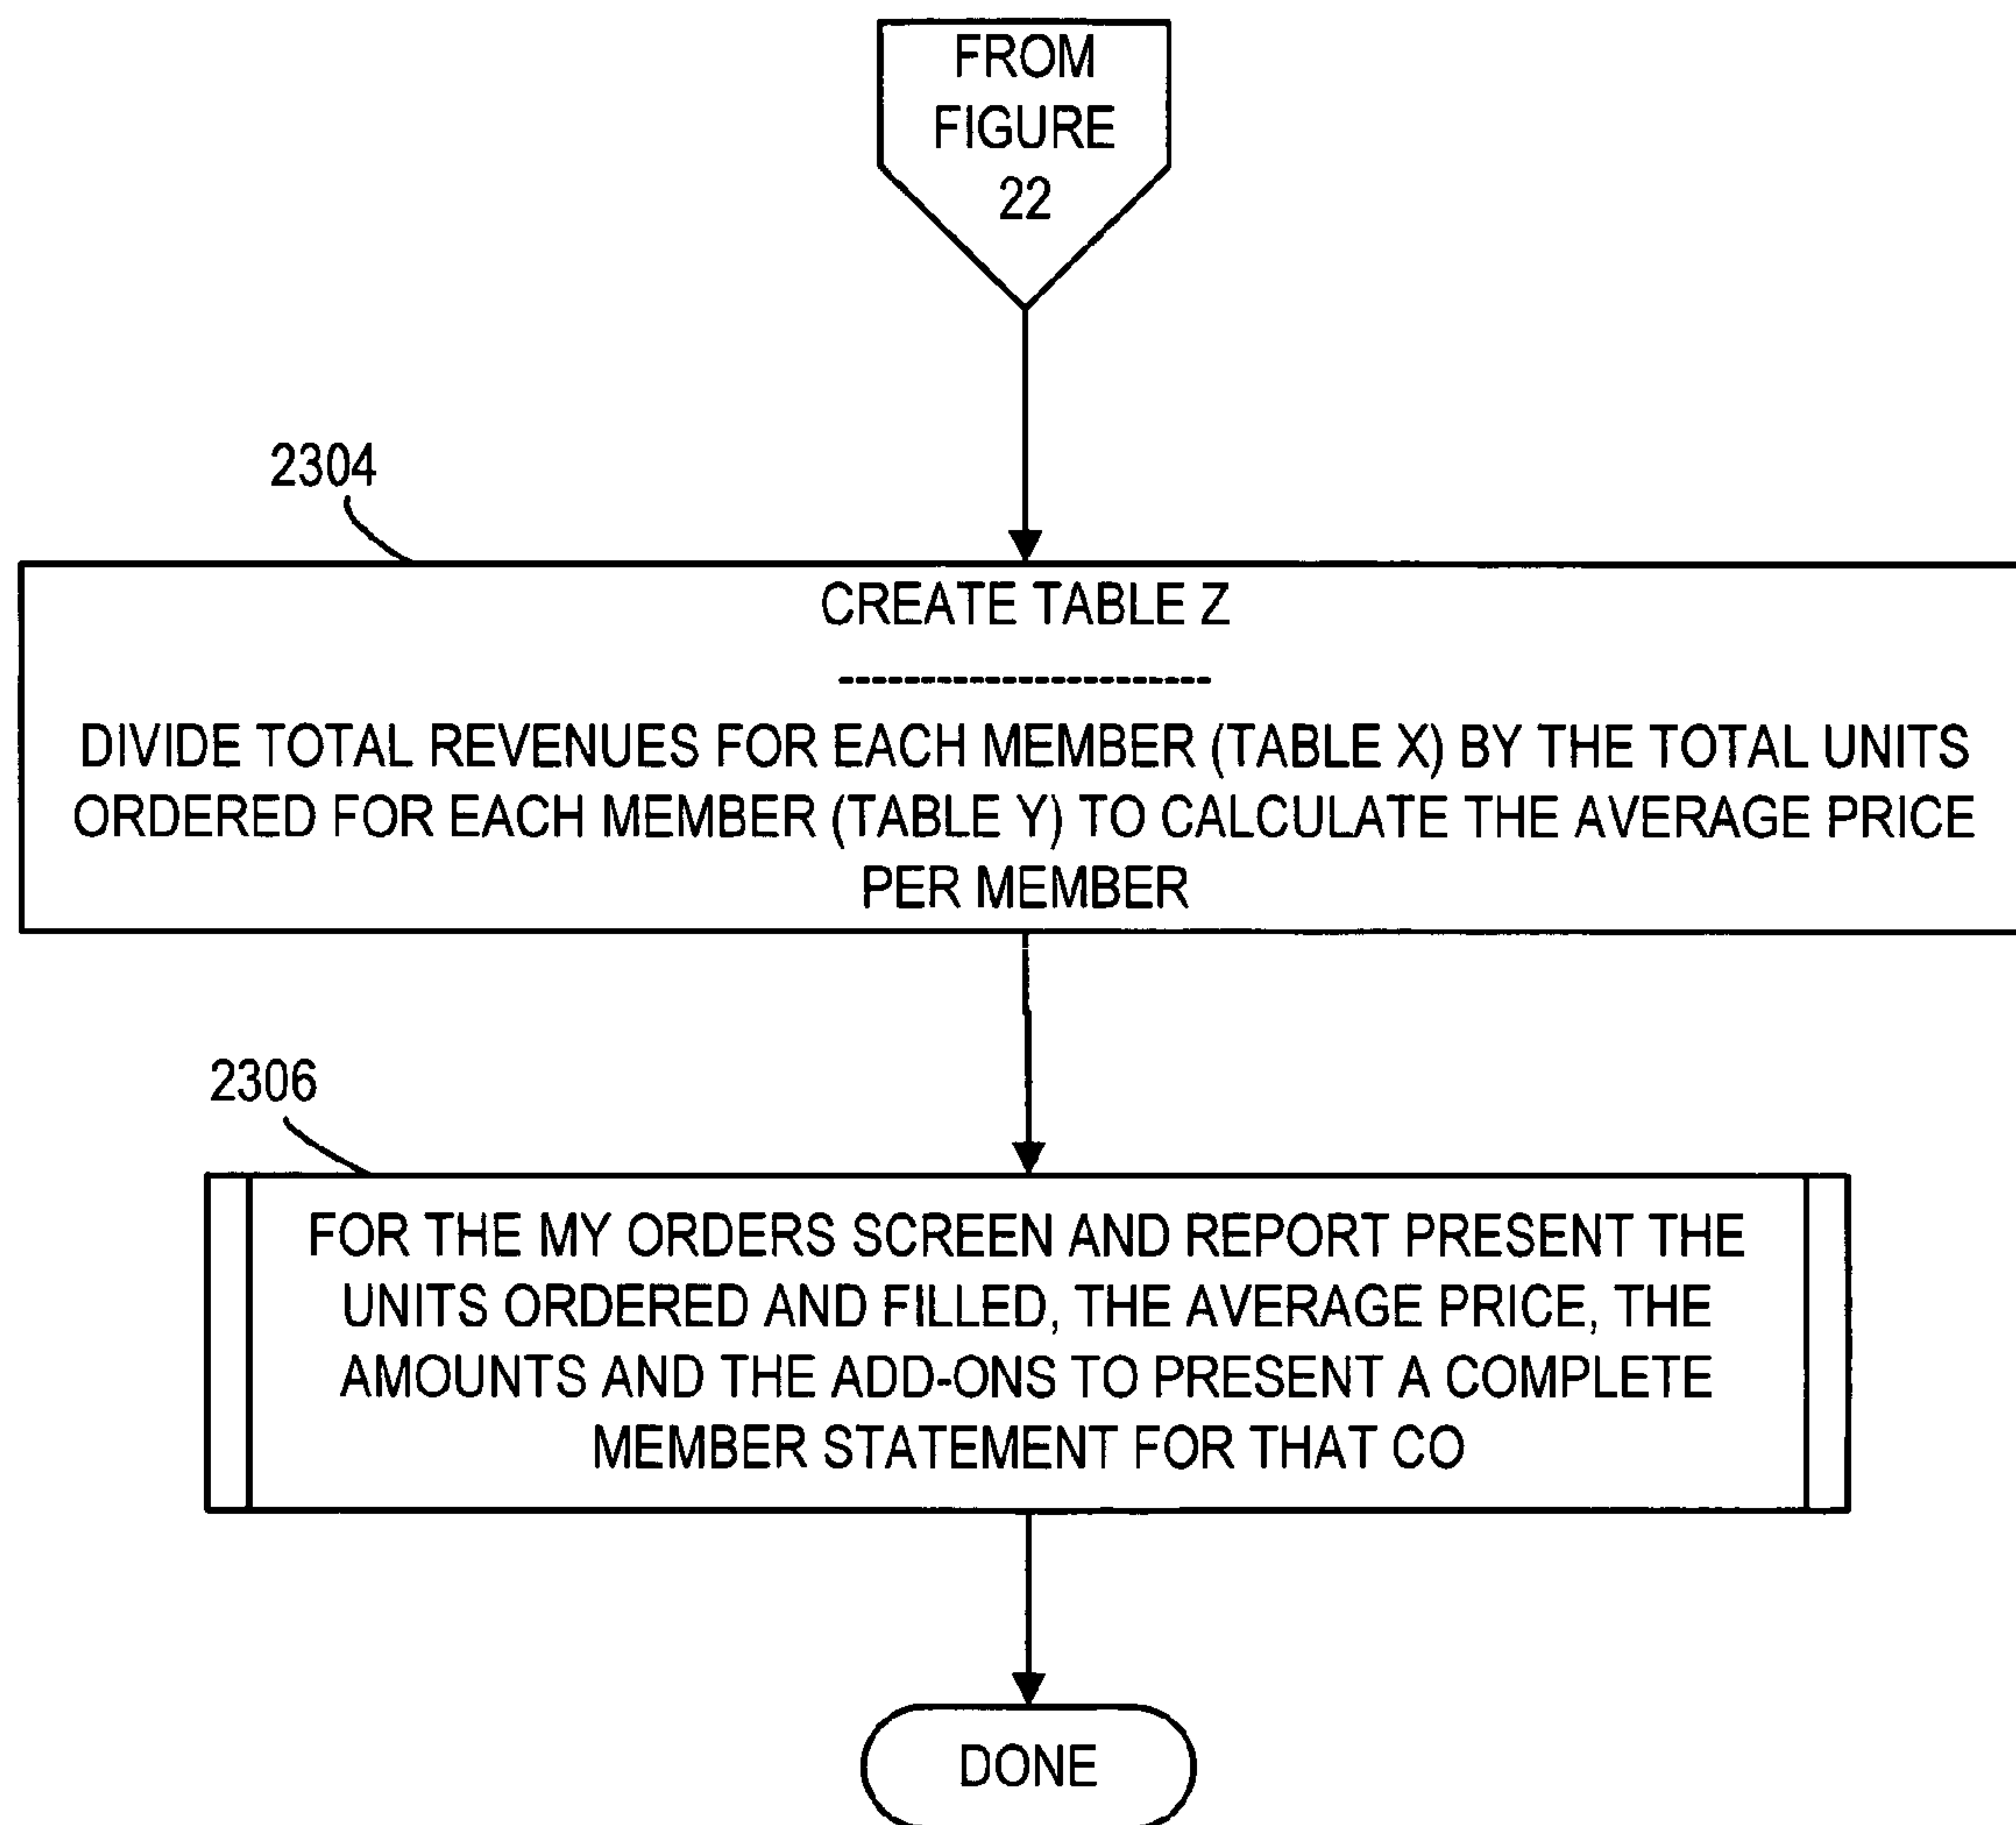 FROM
FIGURE
22
2304
CREATE TABLE Z
-----------------------
DIVIDE TOTAL REVENUES FOR EACH MEMBER (TABLE X) BY THE TOTAL UNITS
ORDERED FOR EACH MEMBER (TABLE Y) TO CALCULATE THE AVERAGE PRICE
PER MEMBER
2306
FOR THE MY ORDERS SCREEN AND REPORT PRESENT THE
UNITS ORDERED AND FILLED, THE AVERAGE PRICE, THE
AMOUNTS AND THE ADD-ONS TO PRESENT A COMPLETE
MEMBER STATEMENT FOR THAT CO
DONE